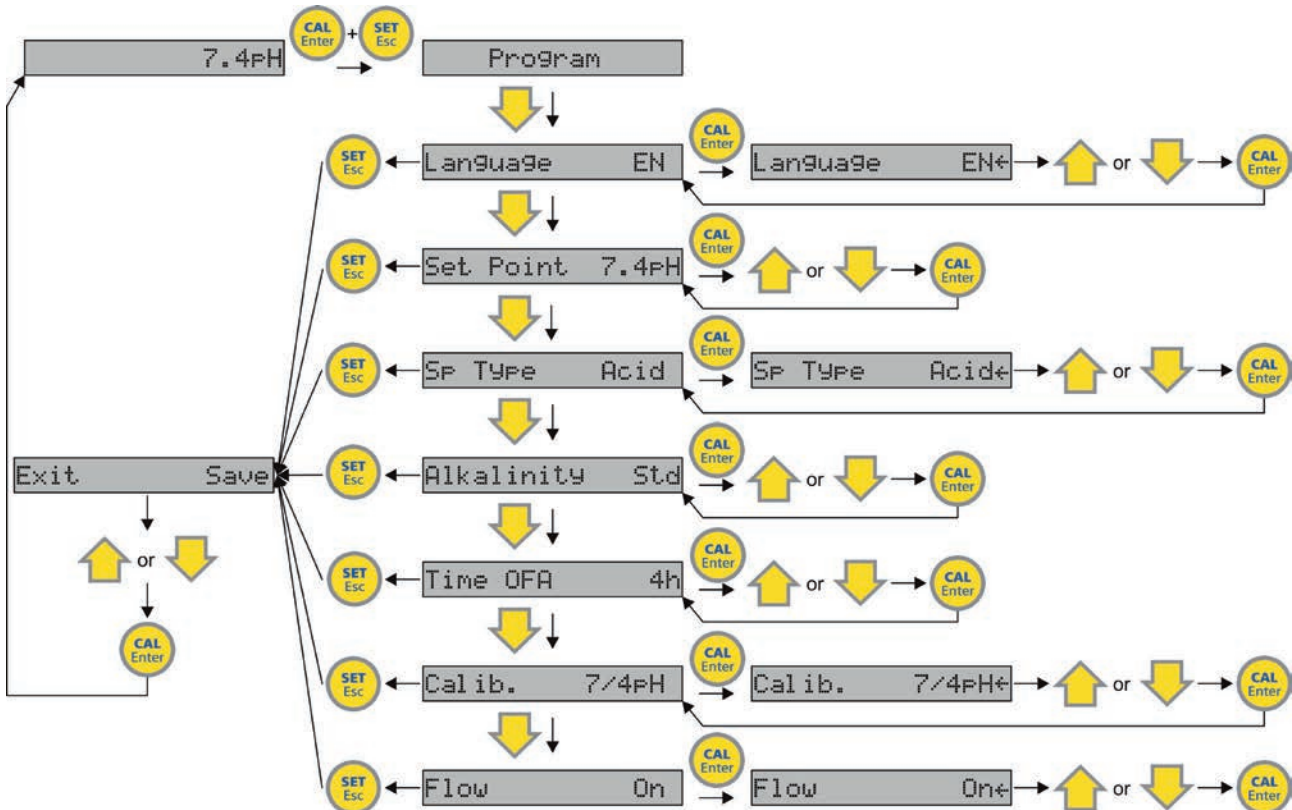 7.4pH
CAL Enter + SET Esc
Program
SET Esc
Language EN
CAL Enter
Language EN←
or
CAL Enter
SET Esc
Set Point 7.4pH
CAL Enter
or
CAL Enter
SET Esc
Sp Type Acid
CAL Enter
Sp Type Acid←
or
CAL Enter
Exit Save
or
CAL Enter
SET Esc
Alkalinity Std
CAL Enter
or
CAL Enter
SET Esc
Time OFA 4h
CAL Enter
or
CAL Enter
SET Esc
Calib. 7/4pH
CAL Enter
Calib. 7/4pH←
or
CAL Enter
SET Esc
Flow On
CAL Enter
Flow On←
or
CAL Enter